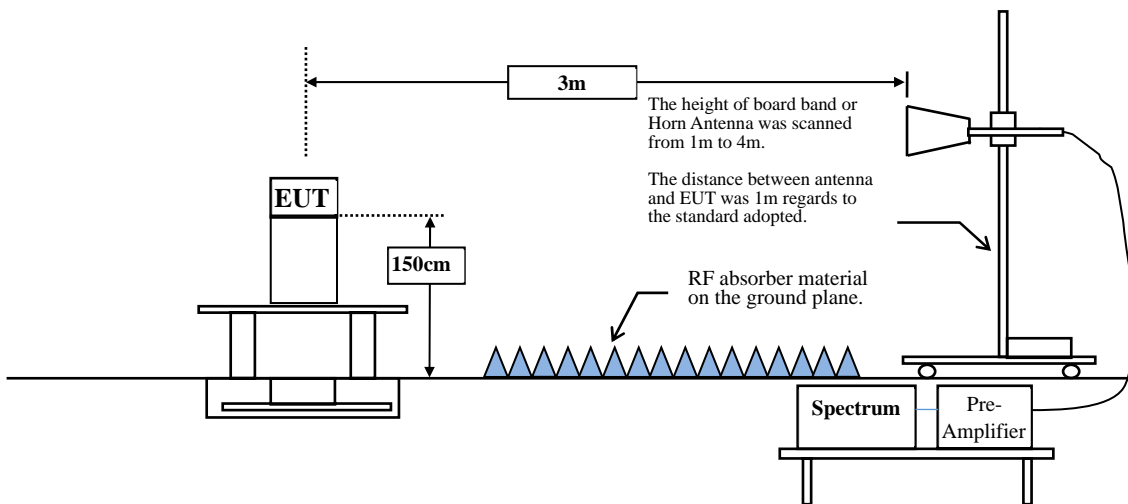 3m
The height of board band or
Horn Antenna was scanned
from 1m to 4m.
The distance between antenna
and EUT was 1m regards to
the standard adopted.
EUT
150cm
RF absorber material
on the ground plane.
Spectrum
Pre-
Amplifier